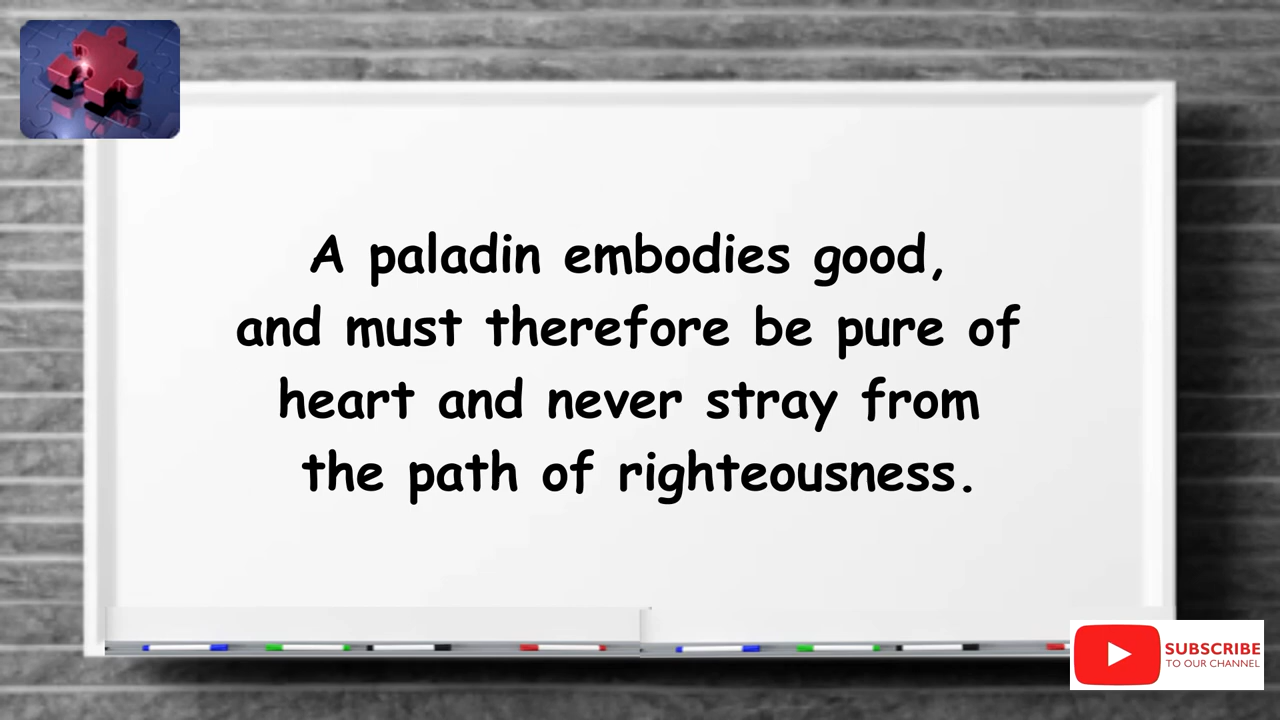 A paladin embodies good,
and must therefore be pure of
heart and never stray from
the path of righteousness.
SUBSCRIBE
TO OUR CHANNEL